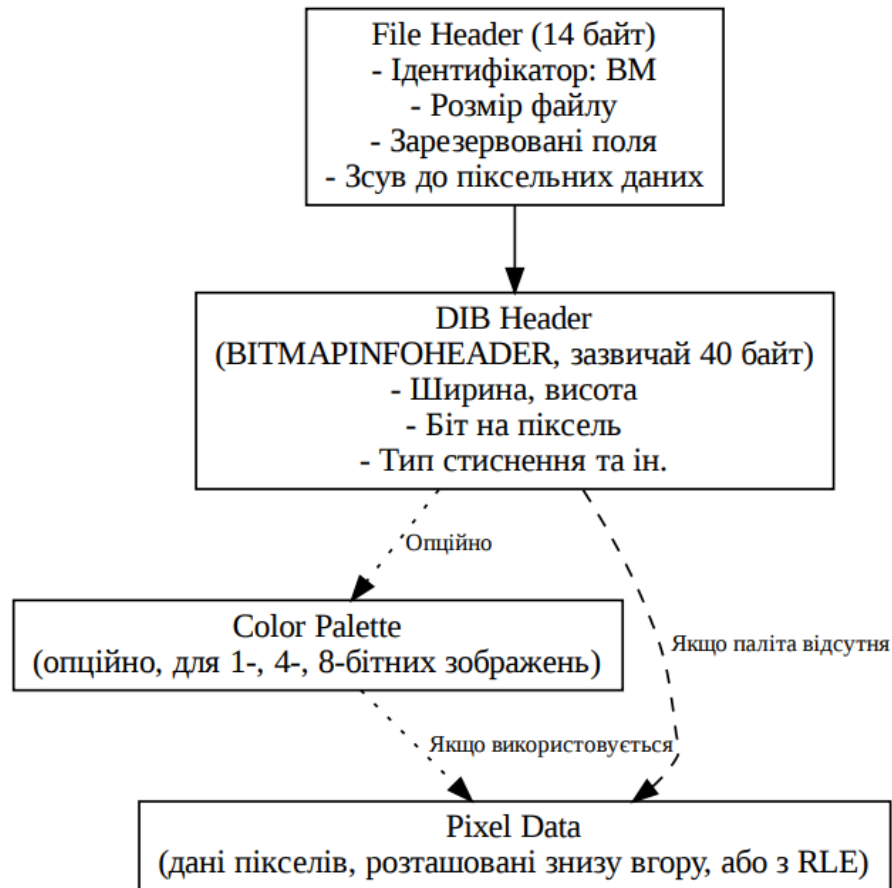 File Header (14 байт)
- Ідентифікатор: BM
- Розмір файлу
- Зарезервовані поля
- Зсув до піксельних даних
DIB Header
(BITMAPINFOHEADER, зазвичай 40 байт)
- Ширина, висота
- Біт на піксель
- Тип стиснення та ін.
Опційно
Color Palette
(опційно, для 1-, 4-, 8-бітних зображень)
Якщо паліта відсутня
Якщо використовується
Pixel Data
(дані пікселів, розташовані знизу вгору, або з RLE)